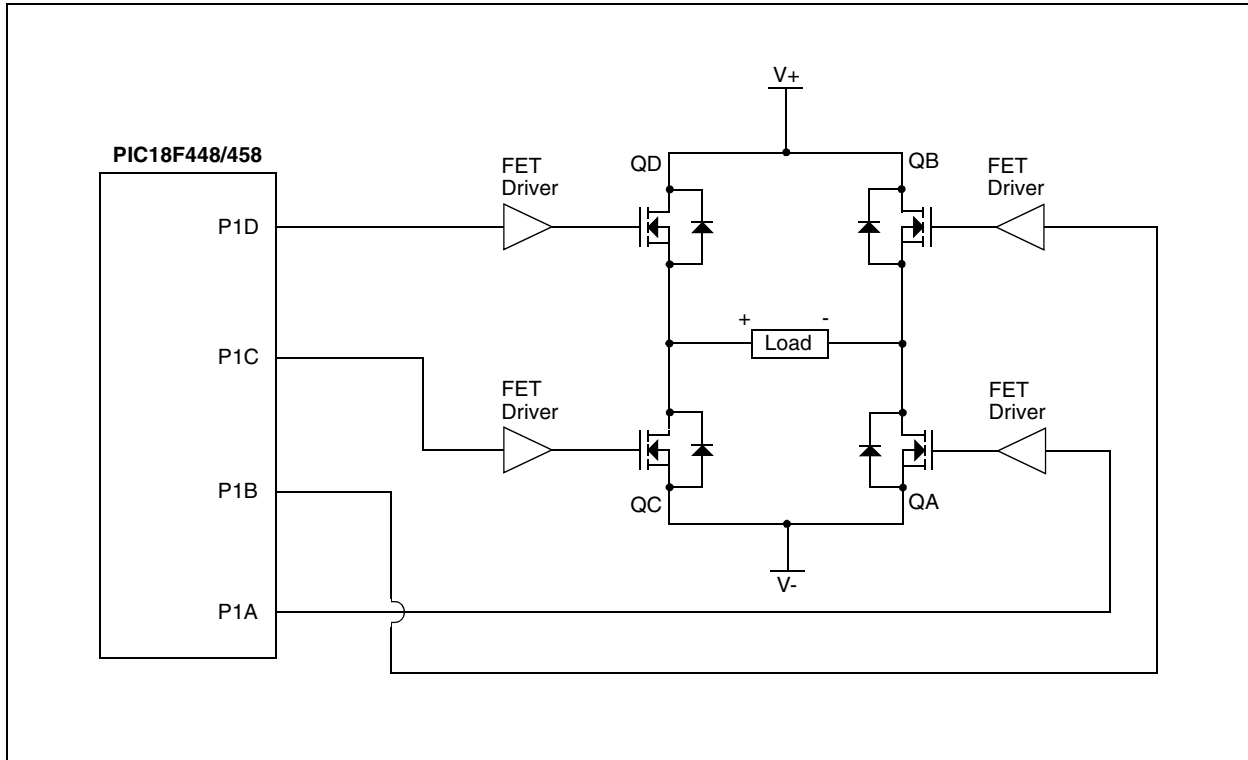 V+
PIC18F448/458
FET
Driver
QD
QB
FET
Driver
P1D
+
-
Load
P1C
FET
Driver
FET
Driver
P1B
QC
QA
V-
P1A